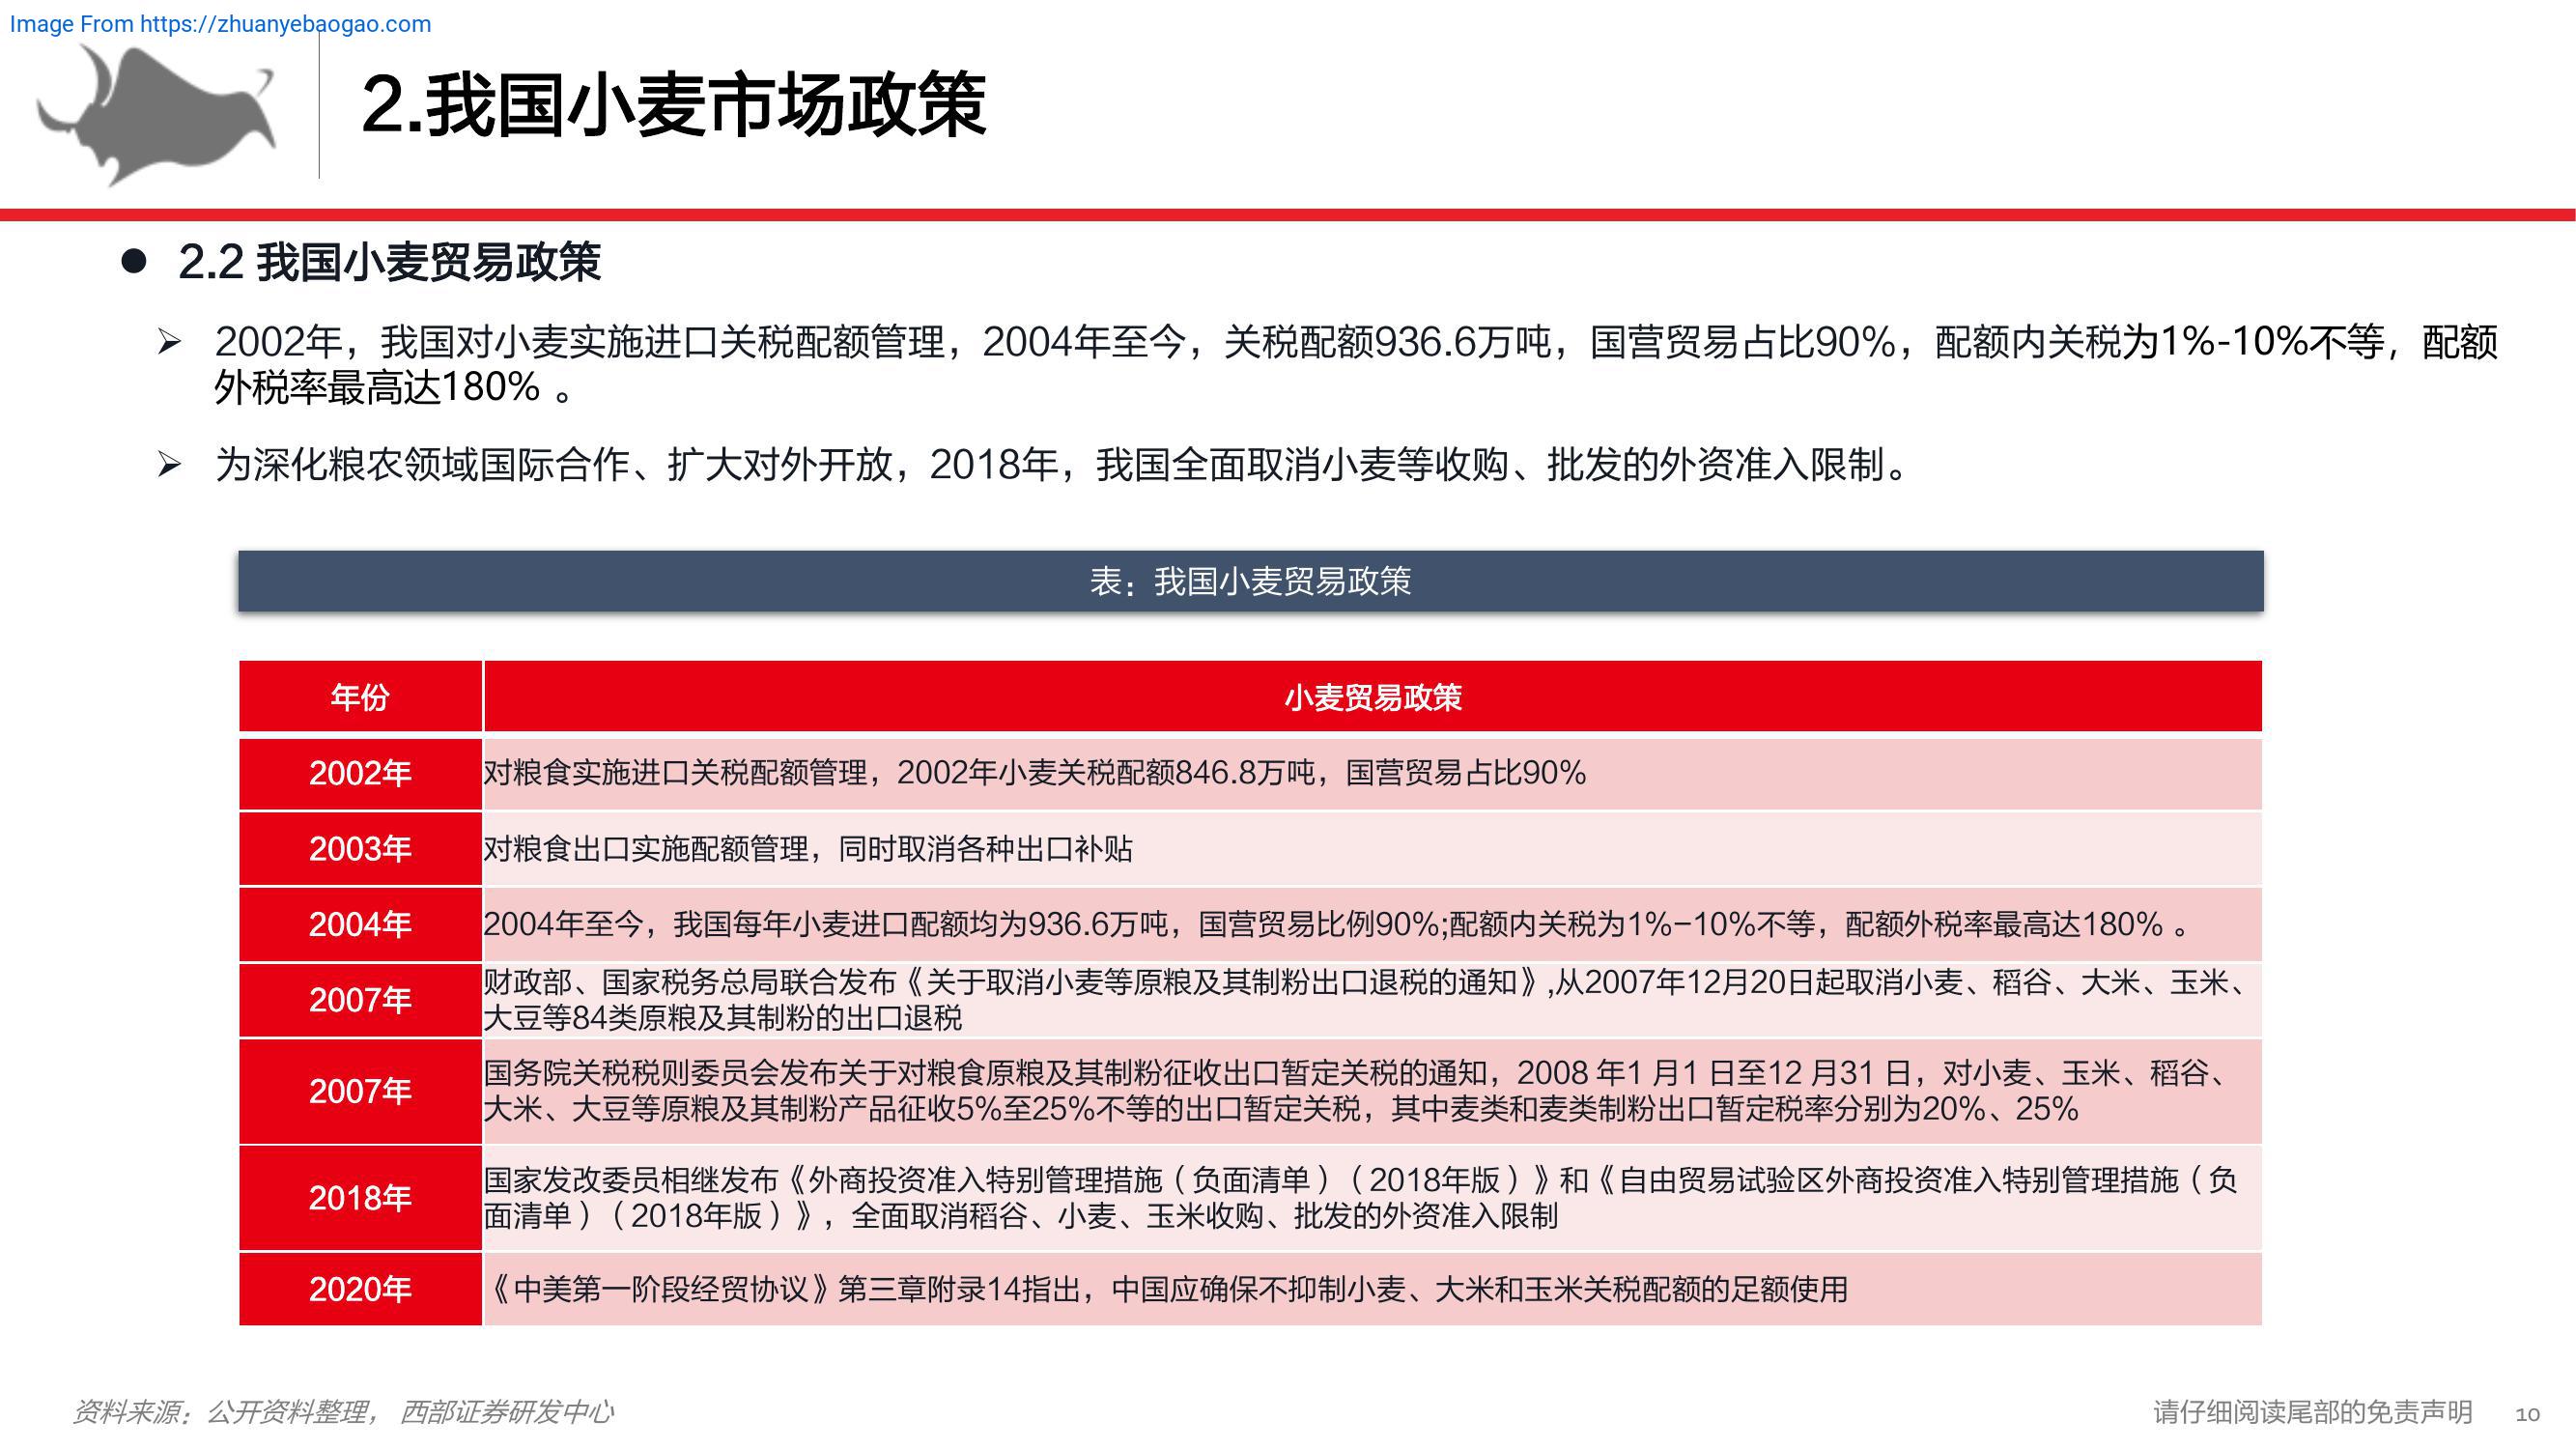 Image From https://zhuanyebaogao.com
2.我国小麦市场政策
2.2 我国小麦贸易政策
2002年，我国对小麦实施进口关税配额管理，2004年至今，关税配额936.6万吨，国营贸易占比90%，配额内关税为1%-10%不等，配额
外税率最高达180% 。
为深化粮农领域国际合作、扩大对外开放，2018年，我国全面取消小麦等收购、批发的外资准入限制。
表：我国小麦贸易政策
年份
小麦贸易政策
2002年
对粮食实施进口关税配额管理，2002年小麦关税配额846.8万吨，国营贸易占比90%
2003年
对粮食出口实施配额管理，同时取消各种出口补贴
2004年
2004年至今，我国每年小麦进口配额均为936.6万吨，国营贸易比例90%;配额内关税为1%–10%不等，配额外税率最高达180% 。
2007年
财政部、国家税务总局联合发布《关于取消小麦等原粮及其制粉出口退税的通知》,从2007年12月20日起取消小麦、稻谷、大米、玉米、
大豆等84类原粮及其制粉的出口退税
2007年
国务院关税税则委员会发布关于对粮食原粮及其制粉征收出口暂定关税的通知，2008 年1 月1 日至12 月31 日，对小麦、玉米、稻谷、
大米、大豆等原粮及其制粉产品征收5%至25%不等的出口暂定关税，其中麦类和麦类制粉出口暂定税率分别为20%、25%
2018年
国家发改委员相继发布《外商投资准入特别管理措施（负面清单）（2018年版）》和《自由贸易试验区外商投资准入特别管理措施（负
面清单）（2018年版）》，全面取消稻谷、小麦、玉米收购、批发的外资准入限制
2020年
《中美第一阶段经贸协议》第三章附录14指出，中国应确保不抑制小麦、大米和玉米关税配额的足额使用
资料来源：公开资料整理， 西部证券研发中心
请仔细阅读尾部的免责声明 10